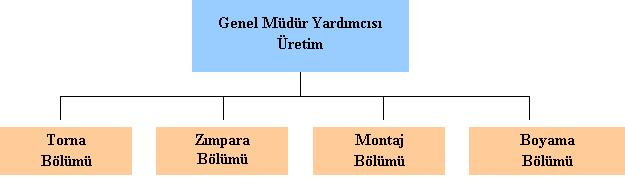 Genel Müdür Yardımcısı
Üretim
Torna
Bölümü
Zımpara
Bölümü
Montaj
Bölümü
Boyama
Bölümü